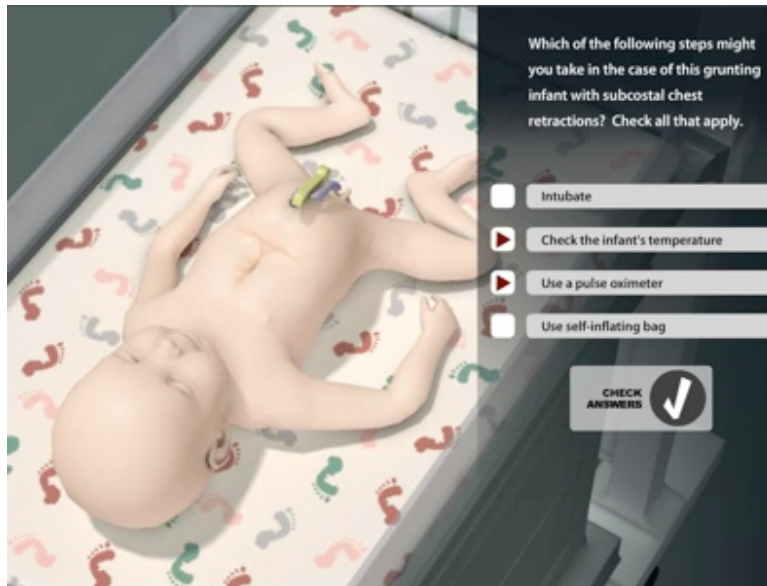 Which of the following steps might
you take in the case of this grunting
infant with subcostal chest
retractions? Check all that apply.
Intubate
Check the infant's temperature
Use a pulse oximeter
Use self-inflating bag
CHECK
ANSWERS